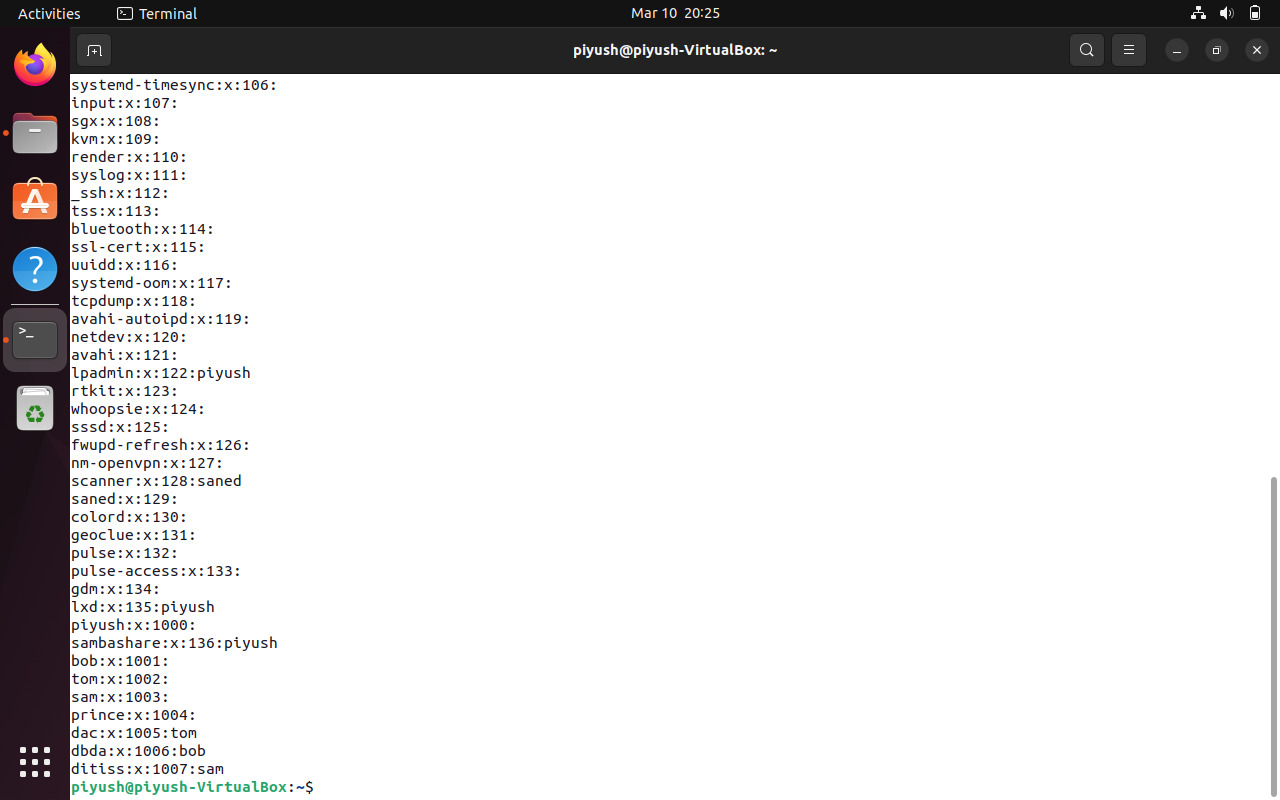 Activities
Terminal
Mar 10 20:25
piyush@piyush-VirtualBox: ~
systemd-timesync:x:106:
input:x:107:
sgx:x:108:
kvm:x:109:
render:x:110:
syslog:x:111:
_ssh:x:112:
tss:x:113:
bluetooth:x:114:
ssl-cert:x:115:
uuidd:x:116:
systemd-oom:x:117:
tcpdump:x:118:
avahi-autoipd:x:119:
netdev:x:120:
avahi:x:121:
lpadmin:x:122:piyush
rtkit:x:123:
whoopsie:x:124:
sssd:x:125:
fwupd-refresh:x:126:
nm-openvpn:x:127:
scanner:x:128:saned
saned:x:129:
colord:x:130:
geoclue:x:131:
pulse:x:132:
pulse-access:x:133:
gdm:x:134:
lxd:x:135:piyush
piyush:x:1000:
sambashare:x:136:piyush
bob:x:1001:
tom:x:1002:
sam:x:1003:
prince:x:1004:
dac:x:1005:tom
dbda:x:1006:bob
ditiss:x:1007:sam
piyush@piyush-VirtualBox:~$